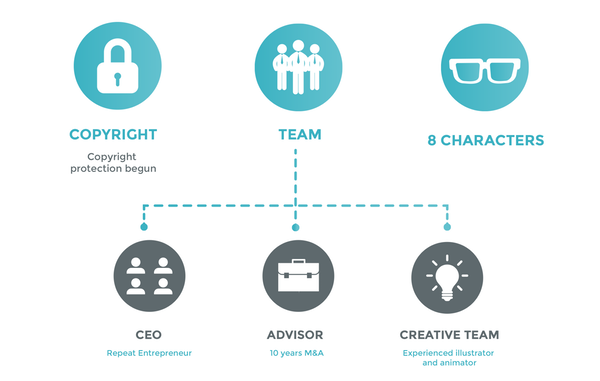 COPYRIGHT
Copyright
protection begun
TEAM
8 CHARACTERS
CEO
Repeat Entrepreneur
ADVISOR
10 years M&A
CREATIVE TEAM
Experienced illustrator
and animator